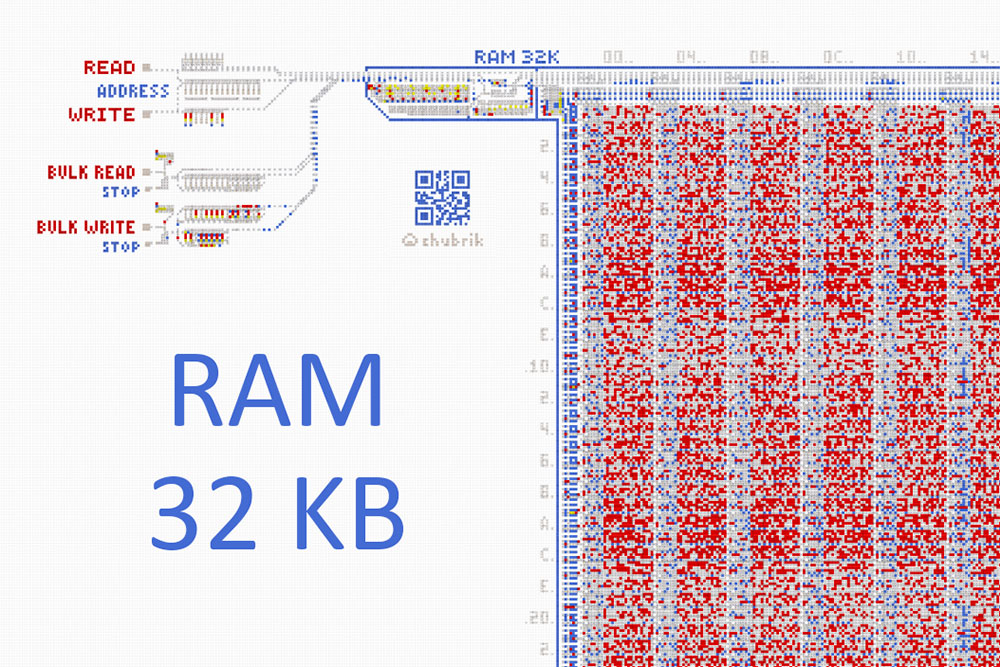 RAM 32K
00.. 04.. 08.. 0C.. 10.. 14..
READ
ADDRESS
WRITE
BULK READ
STOP
BULK WRITE
STOP
chubrik
2.
4.
6.
8.
A.
C.
E.
.10.
2.
4.
6.
8.
A.
C.
E.
.20.
2.
RAM
32 KB